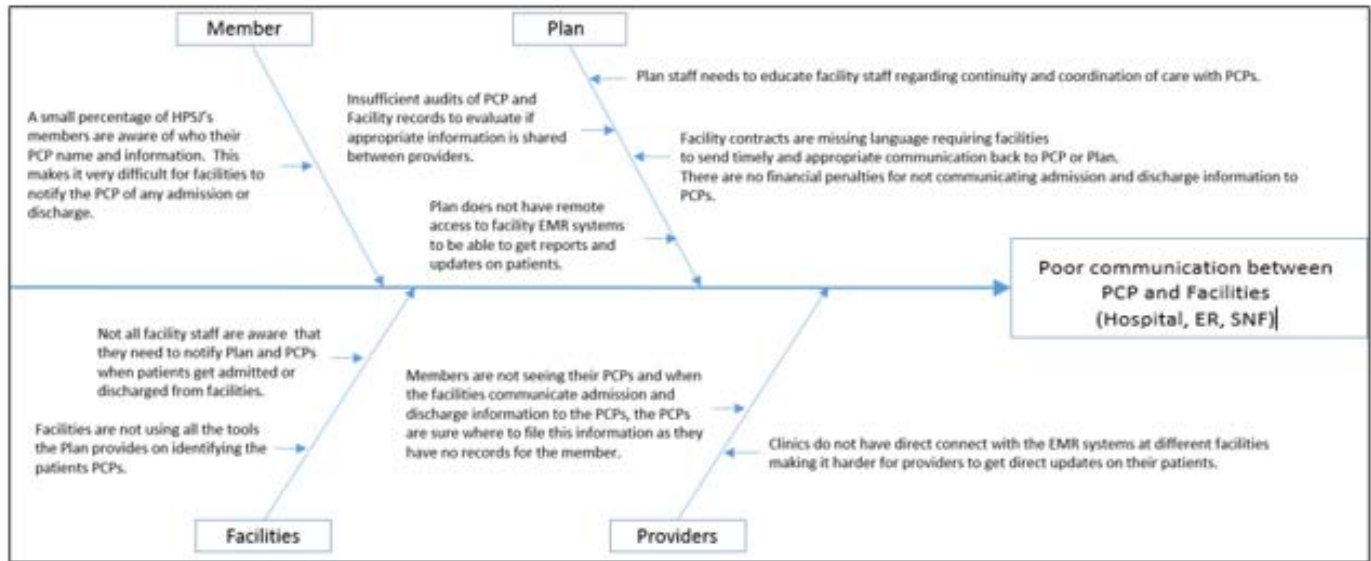 Member
Plan
Plan staff needs to educate facility staff regarding continuity and coordination of care with PCPs.
Insufficient audits of PCP and
Facility records to evaluate if
appropriate information is shared
between providers.
A small percentage of HPSJ's
members are aware of who their
PCP name and information. This
makes it very difficult for facilities to
notify the PCP of any admission or
discharge.
Facility contracts are missing language requiring facilities
to send timely and appropriate communication back to PCP or Plan.
There are no financial penalties for not communicating admission and discharge information to
PCPs.
Plan does not have remote
access to facility EMR systems
to be able to get reports and
updates on patients.
Poor communication between
PCP and Facilities
(Hospital, ER, SNF)
Not all facility staff are aware that
they need to notify Plan and PCPs
when patients get admitted or
discharged from facilities.
Facilities are not using all the tools
the Plan provides on identifying the
patients PCPs.
Members are not seeing their PCPs and when
the facilities communicate admission and
discharge information to the PCPs, the PCPs
are sure where to file this information as they
have no records for the member.
Clinics do not have direct connect with the EMR systems at different facilities
making it harder for providers to get direct updates on their patients.
Facilities
Providers